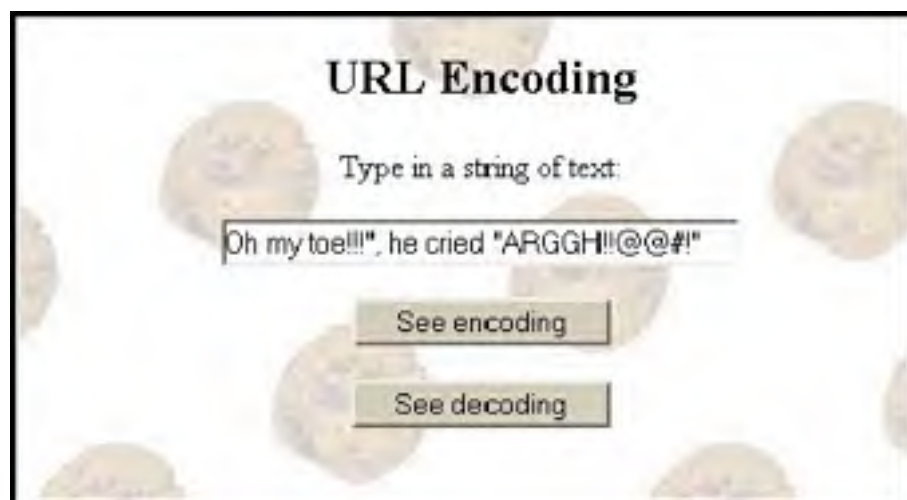 URL Encoding
Type in a string of text:
Oh my toe!!!", he cried "ARGGH!!!@@#!"
See encoding
See decoding